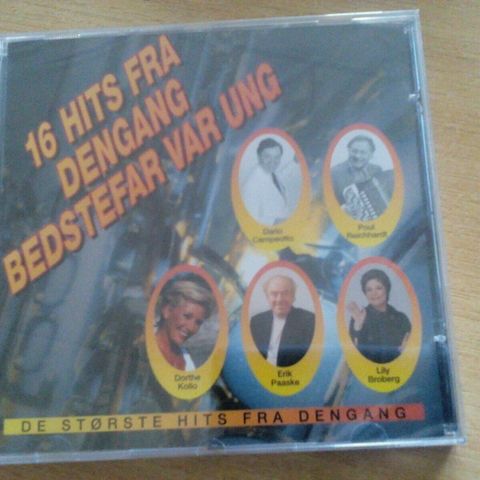 16 HITS FRA
DENGANG
BEDSTEFAR VAR UNG
Dario
Campeotto
Poul
Reichhardt
Dorthe
Kollo
Erik
Paaske
Lily
Broberg
DE STØRSTE HITS FRA DENGANG